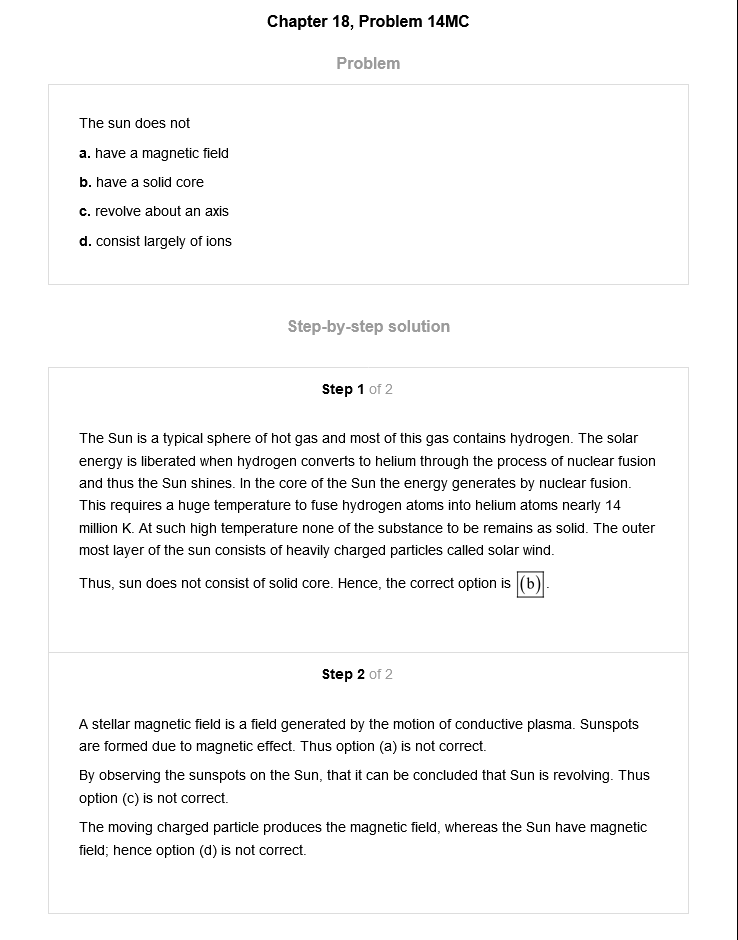 Chapter 18, Problem 14MC
Problem
The sun does not
a. have a magnetic field
b. have a solid core
c. revolve about an axis
d. consist largely of ions
Step-by-step solution
Step 1 of 2
The Sun is a typical sphere of hot gas and most of this gas contains hydrogen. The solar
energy is liberated when hydrogen converts to helium through the process of nuclear fusion
and thus the Sun shines. In the core of the Sun the energy generates by nuclear fusion.
This requires a huge temperature to fuse hydrogen atoms into helium atoms nearly 14
million K. At such high temperature none of the substance to be remains as solid. The outer
most layer of the sun consists of heavily charged particles called solar wind.
Thus, sun does not consist of solid core. Hence, the correct option is (b).
Step 2 of 2
A stellar magnetic field is a field generated by the motion of conductive plasma. Sunspots
are formed due to magnetic effect. Thus option (a) is not correct.
By observing the sunspots on the Sun, that it can be concluded that Sun is revolving. Thus
option (c) is not correct.
The moving charged particle produces the magnetic field, whereas the Sun have magnetic
field; hence option (d) is not correct.